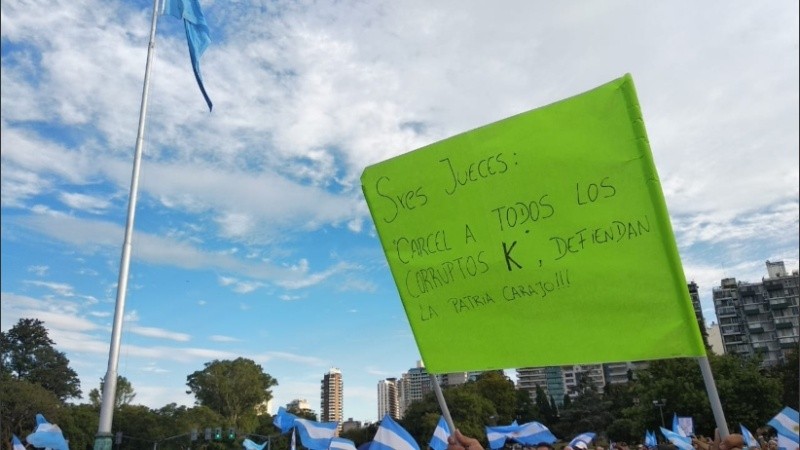 Sres Jueces:
"CARCEL A TODOS LOS
CORRUPTOS K, DEFIENDAN
LA PATRIA CARAJO!!!